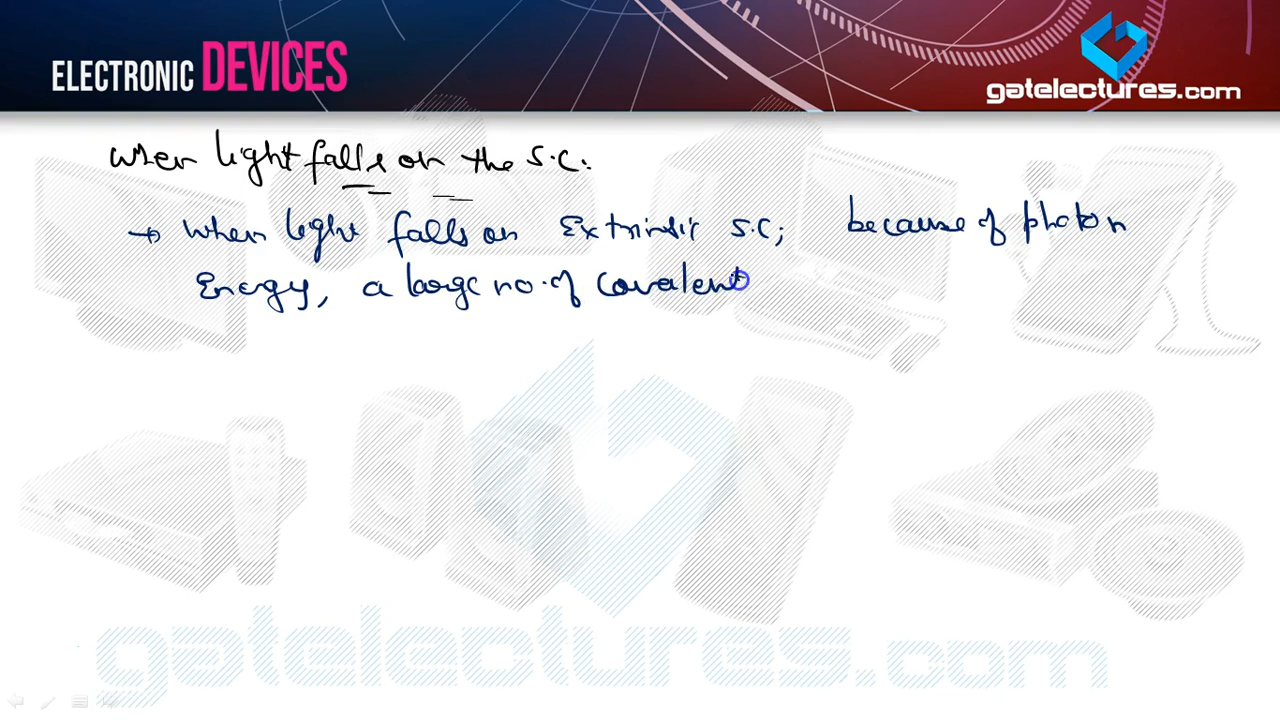 ELECTRONIC DEVICES
gatelectures.com
When light falls on the S.C.
→ When light falls on Extrinsic S.C; because of photon
Energy, a large no. of covalent
gatelectures.com